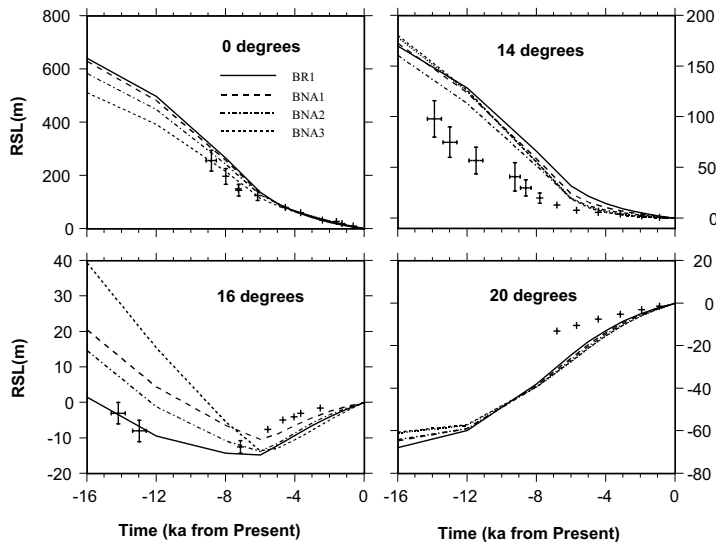 800
600
400
200
0
RSL(m)
0 degrees
BR1
BNA1
BNA2
BNA3
200
150
100
50
0
RSL(m)
14 degrees
40
30
20
10
0
-10
-20
RSL(m)
16 degrees
-16 -12 -8 -4 0
Time (ka from Present)
0
-20
-40
-60
-80
RSL(m)
20 degrees
-16 -12 -8 -4 0
Time (ka from Present)